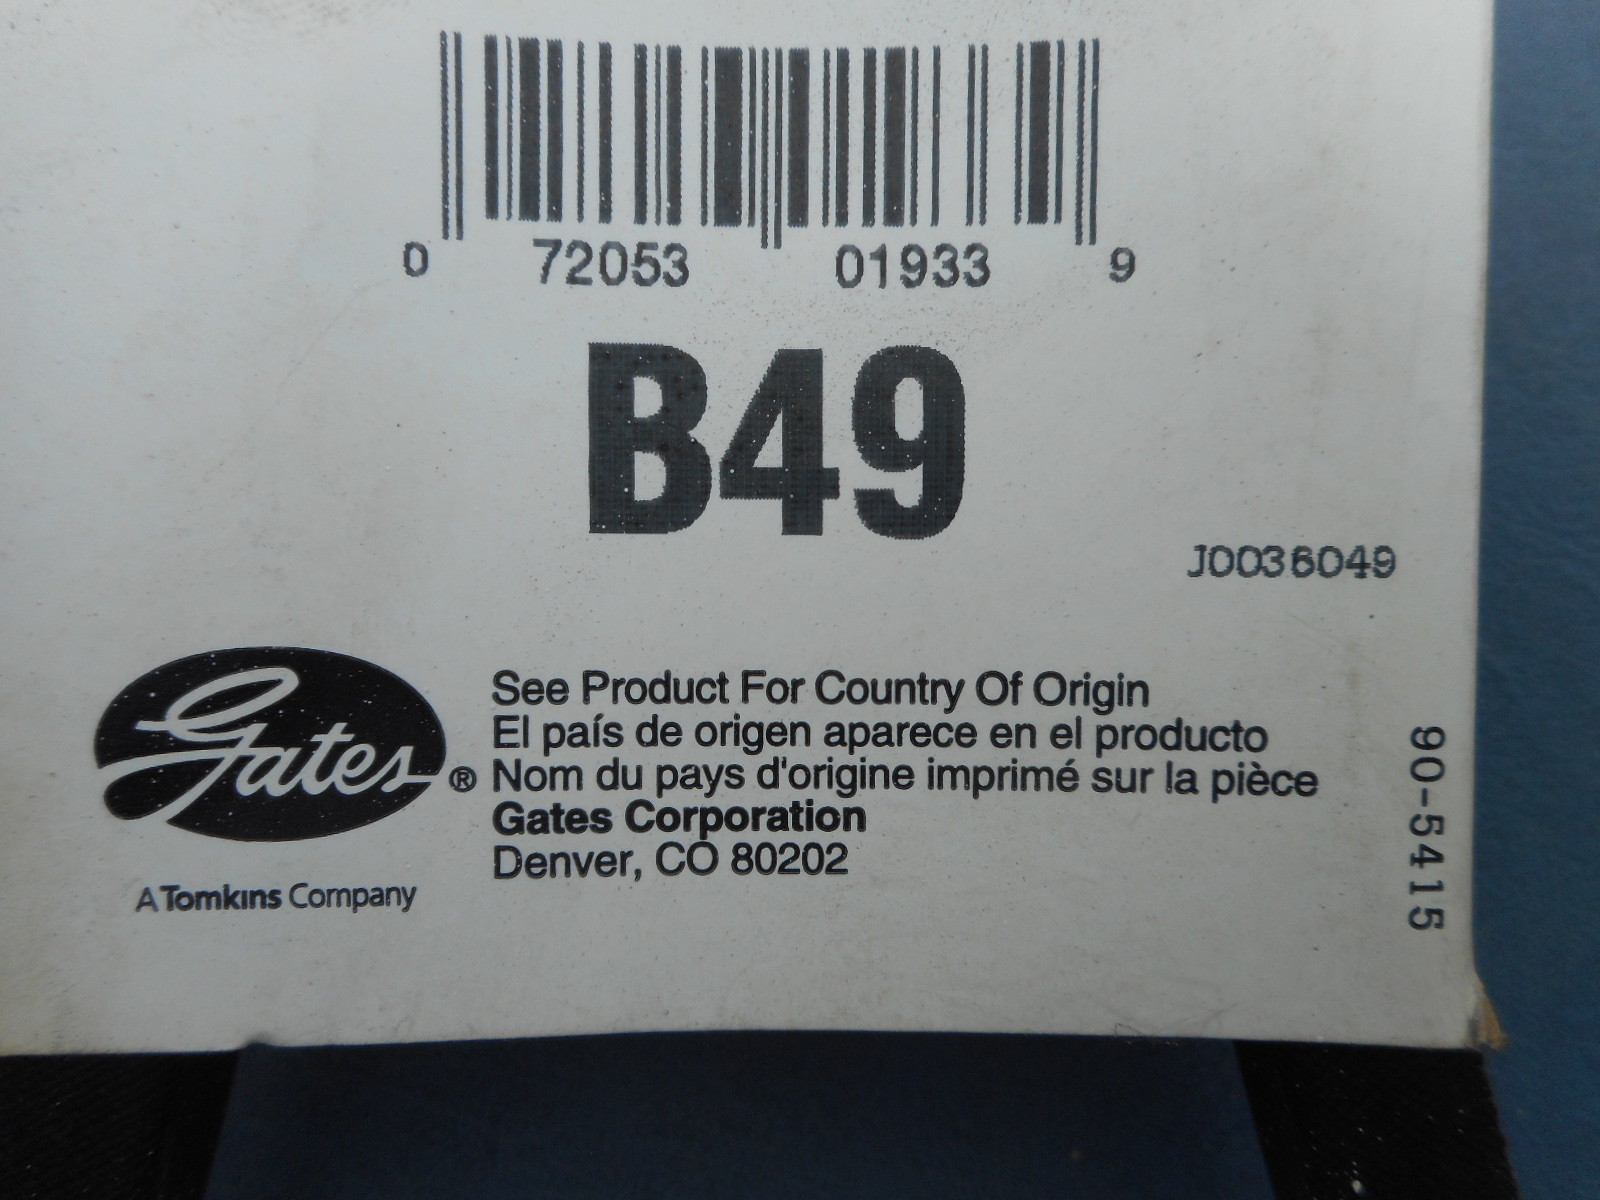 0 72053 01933 9
B49
J0036049
Gates®
A Tomkins Company
See Product For Country Of Origin
El país de origen aparece en el producto
Nom du pays d'origine imprimé sur la pièce
Gates Corporation
Denver, CO 80202
90-5415